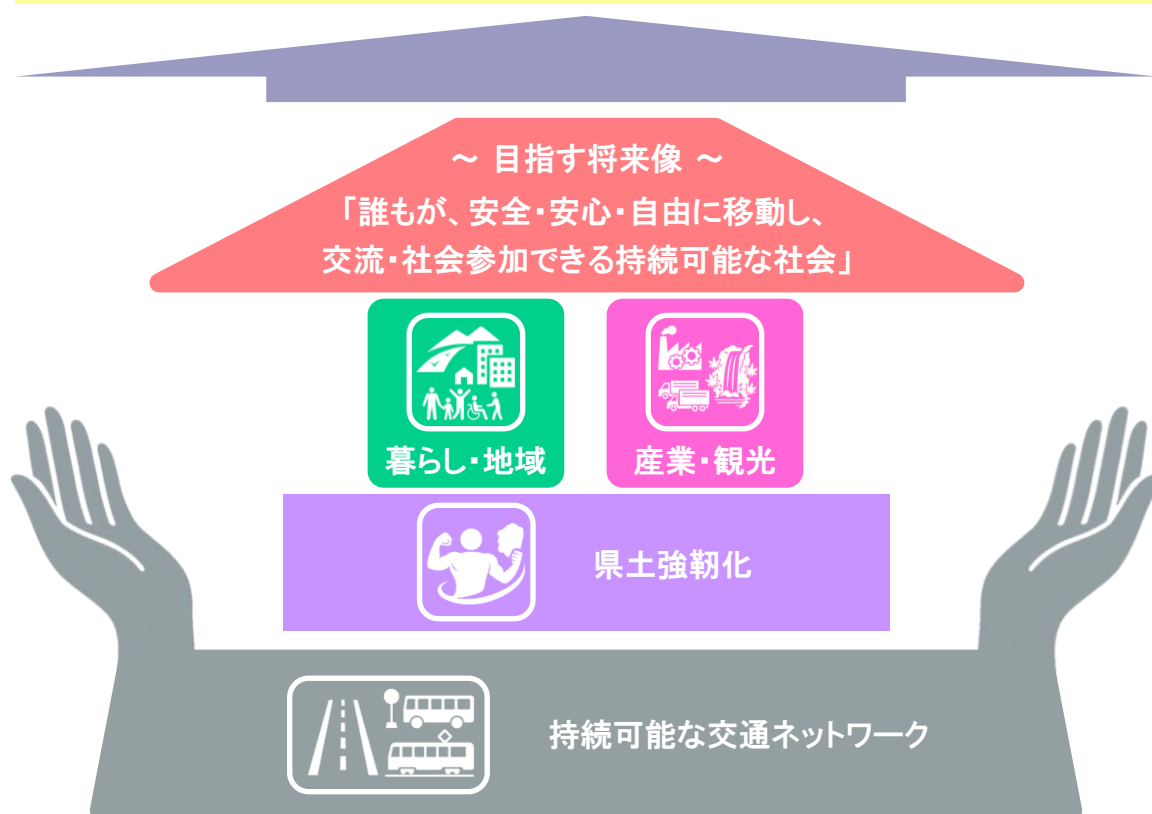 ～ 目指す将来像 ～
「誰もが、安全・安心・自由に移動し、
交流・社会参加できる持続可能な社会」
暮らし・地域
産業・観光
県土強靭化
持続可能な交通ネットワーク